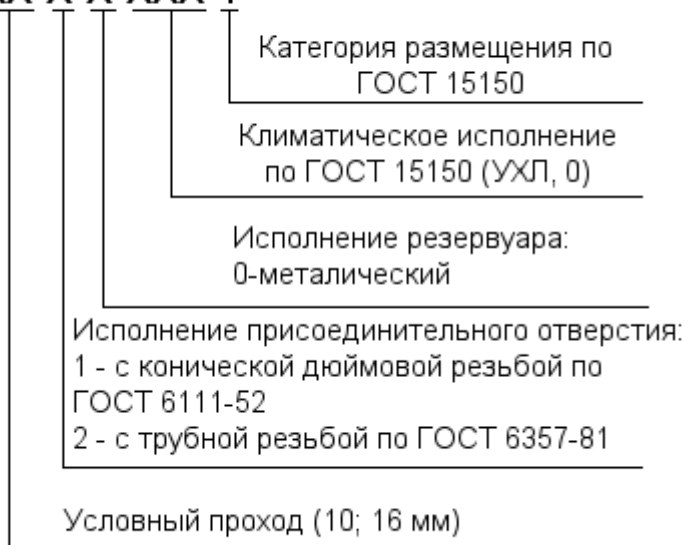 Категория размещения по
ГОСТ 15150
Климатическое исполнение
по ГОСТ 15150 (УХЛ, 0)
Исполнение резервуара:
0-металический
Исполнение присоединительного отверстия:
1 - с конической дюймовой резьбой по
ГОСТ 6111-52
2 - с трубной резьбой по ГОСТ 6357-81
Условный проход (10; 16 мм)